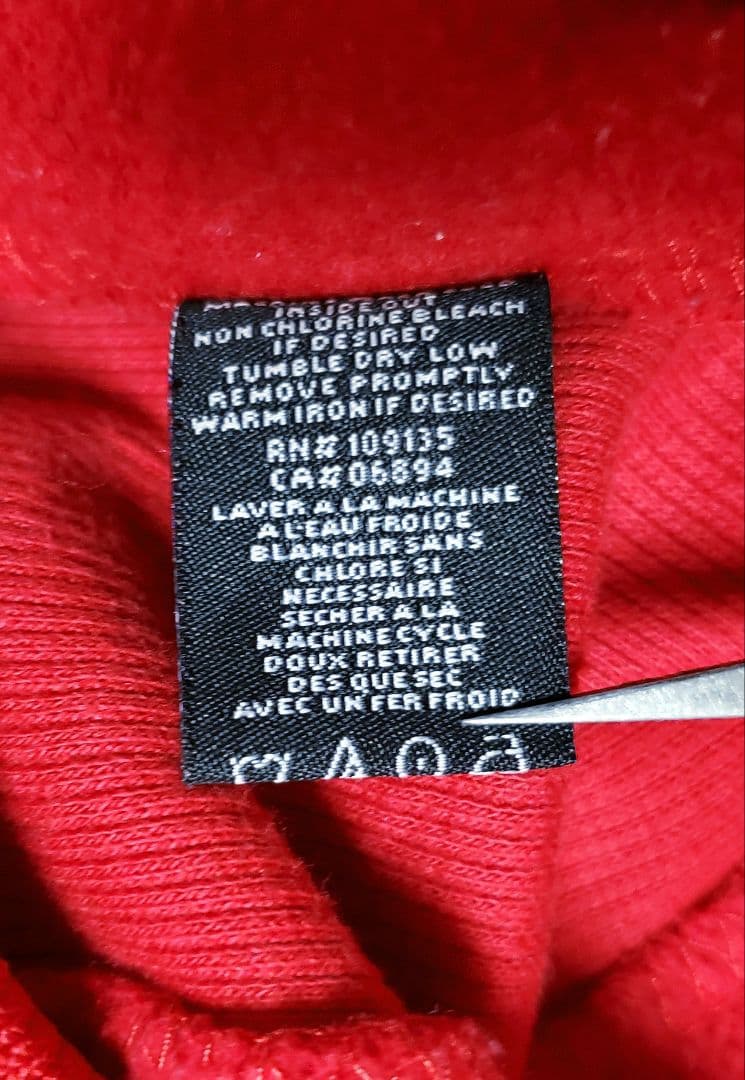 INSIDE OUT
NON CHLORINE BLEACH
IF DESIRED
TUMBLE DRY LOW
REMOVE PROMPTLY
WARM IRON IF DESIRED
RN# 109135
CA# 06894
LAVER A LA MACHINE
A L'EAU FROIDE
BLANCHIR SANS
CHLORE SI
NECESSAIRE
SECHER A LA
MACHINE CYCLE
DOUX RETIRER
DES QUE SEC
AVEC UN FER FROID